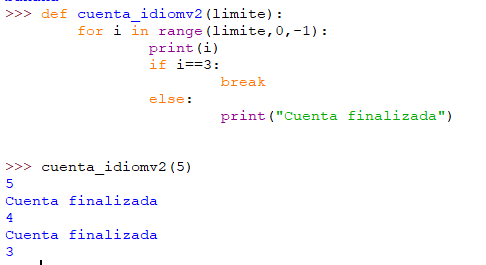 >>> def cuenta_idiomv2(limite):
        for i in range(limite,0,-1):
                print(i)
                if i==3:
                        break
                else:
                        print("Cuenta finalizada")
>>> cuenta_idiomv2(5)
5
Cuenta finalizada
4
Cuenta finalizada
3